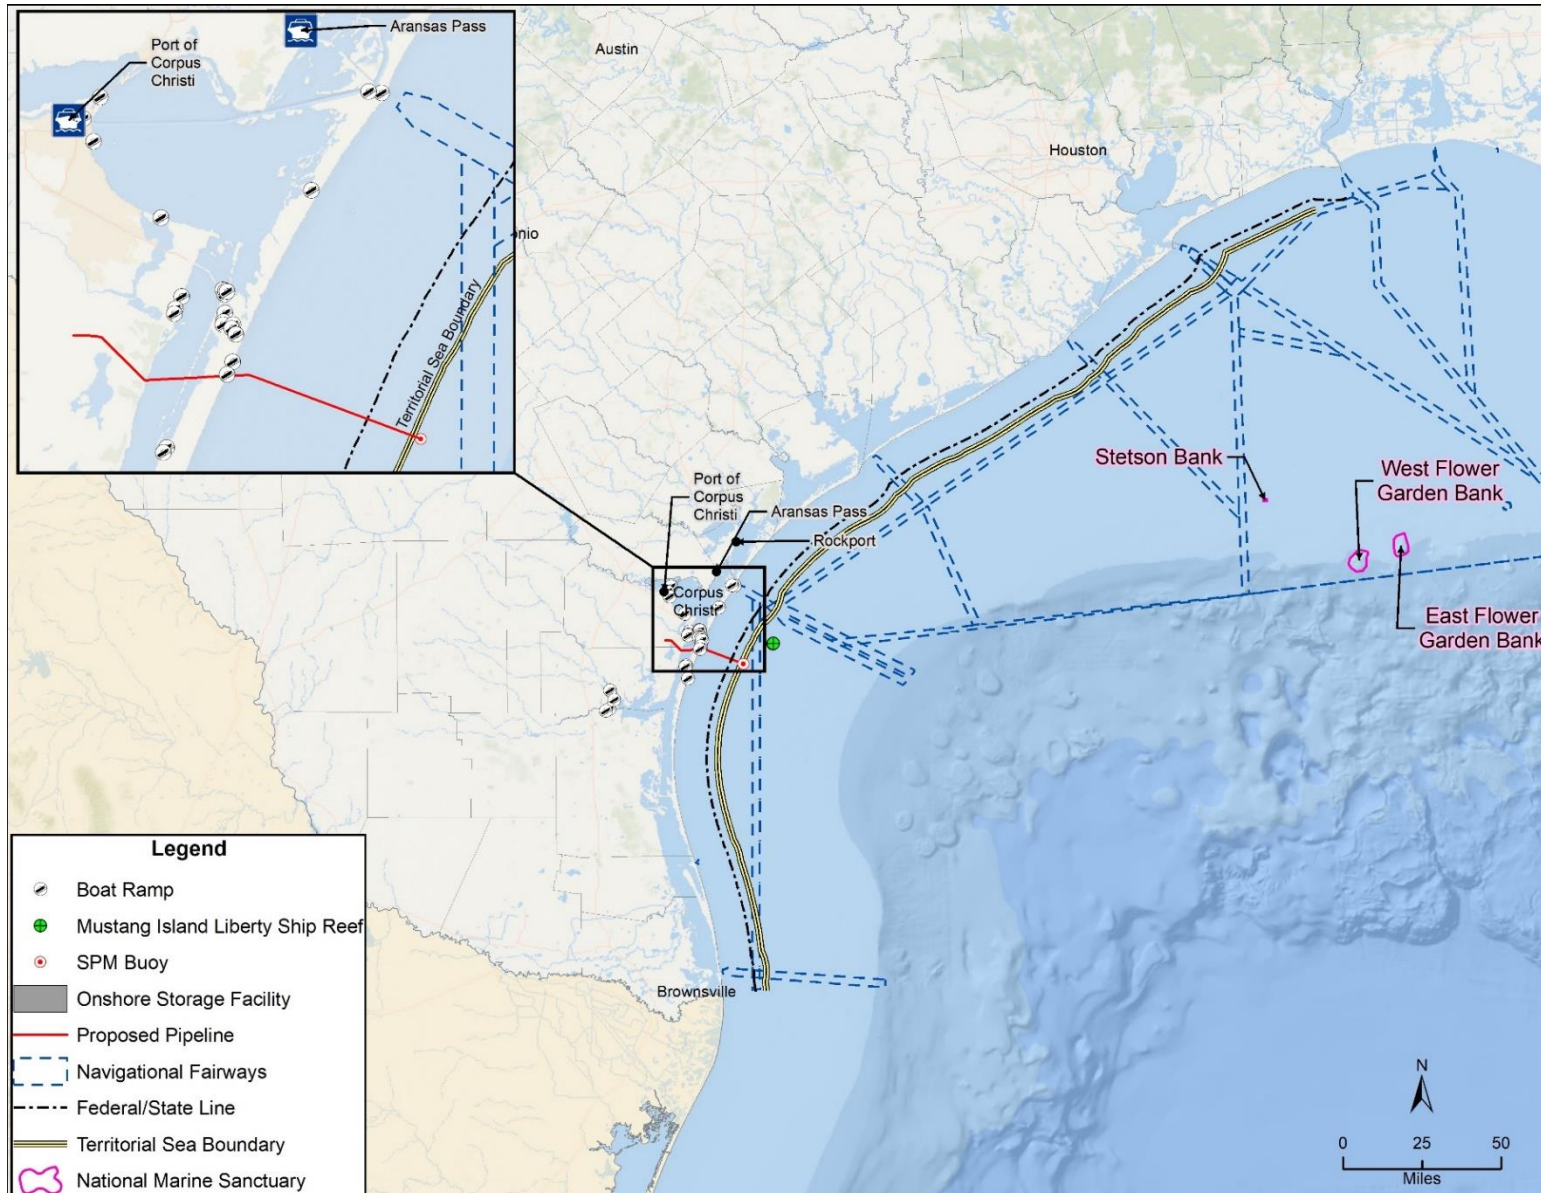 Port of
Corpus
Christi
Aransas Pass
onio
Territorial Sea Boundary
Austin
Houston
Stetson Bank
West Flower
Garden Bank
East Flower
Garden Bank
Port of
Corpus
Christi
Aransas Pass
Rockport
Corpus
Christi
Brownsville
Legend
Boat Ramp
Mustang Island Liberty Ship Reef
SPM Buoy
Onshore Storage Facility
Proposed Pipeline
Navigational Fairways
Federal/State Line
Territorial Sea Boundary
National Marine Sanctuary
N
0 25 50
Miles